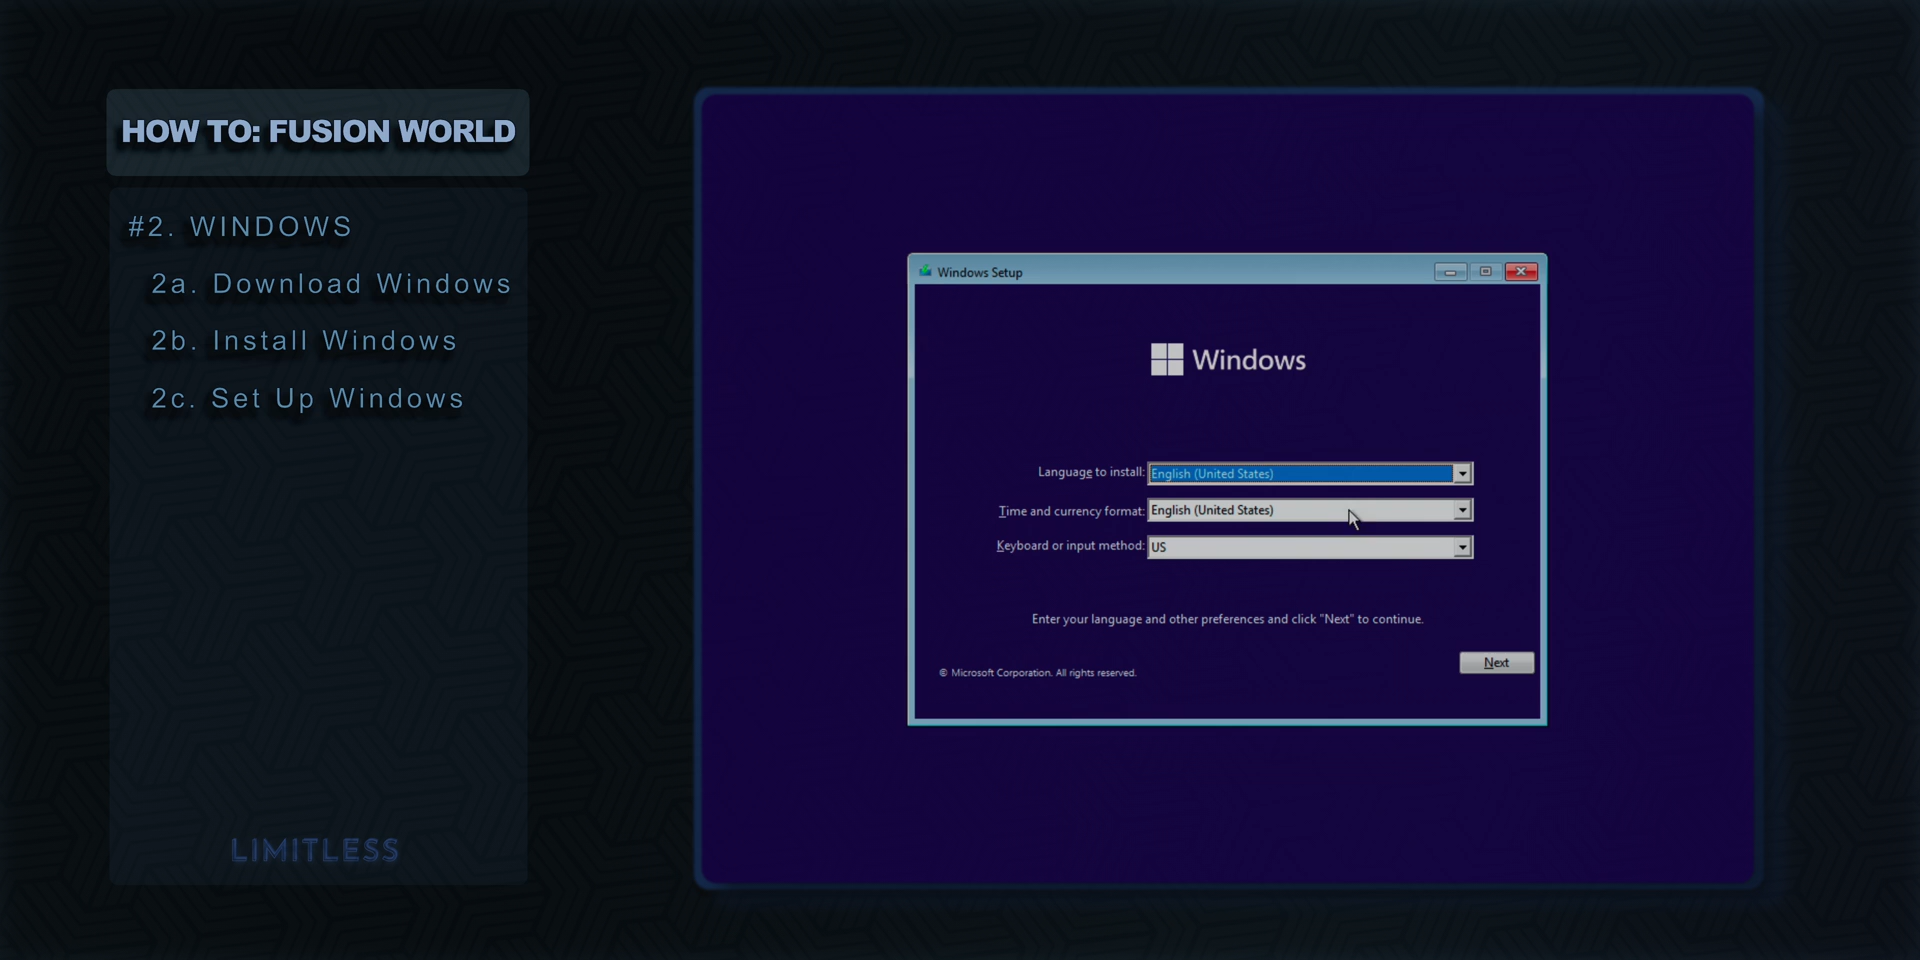 HOW TO: FUSION WORLD
#2. WINDOWS
2a. Download Windows
2b. Install Windows
2c. Set Up Windows
LIMITLESS
Windows Setup
Windows
Language to install: English (United States)
Time and currency format: English (United States)
Keyboard or input method: US
Enter your language and other preferences and click "Next" to continue.
Next
© Microsoft Corporation. All rights reserved.